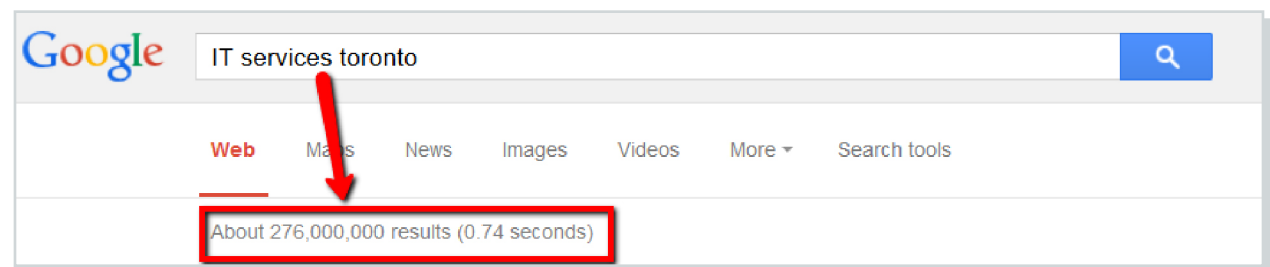 Google IT services toronto
Web Maps News Images Videos More Search tools
About 276,000,000 results (0.74 seconds)